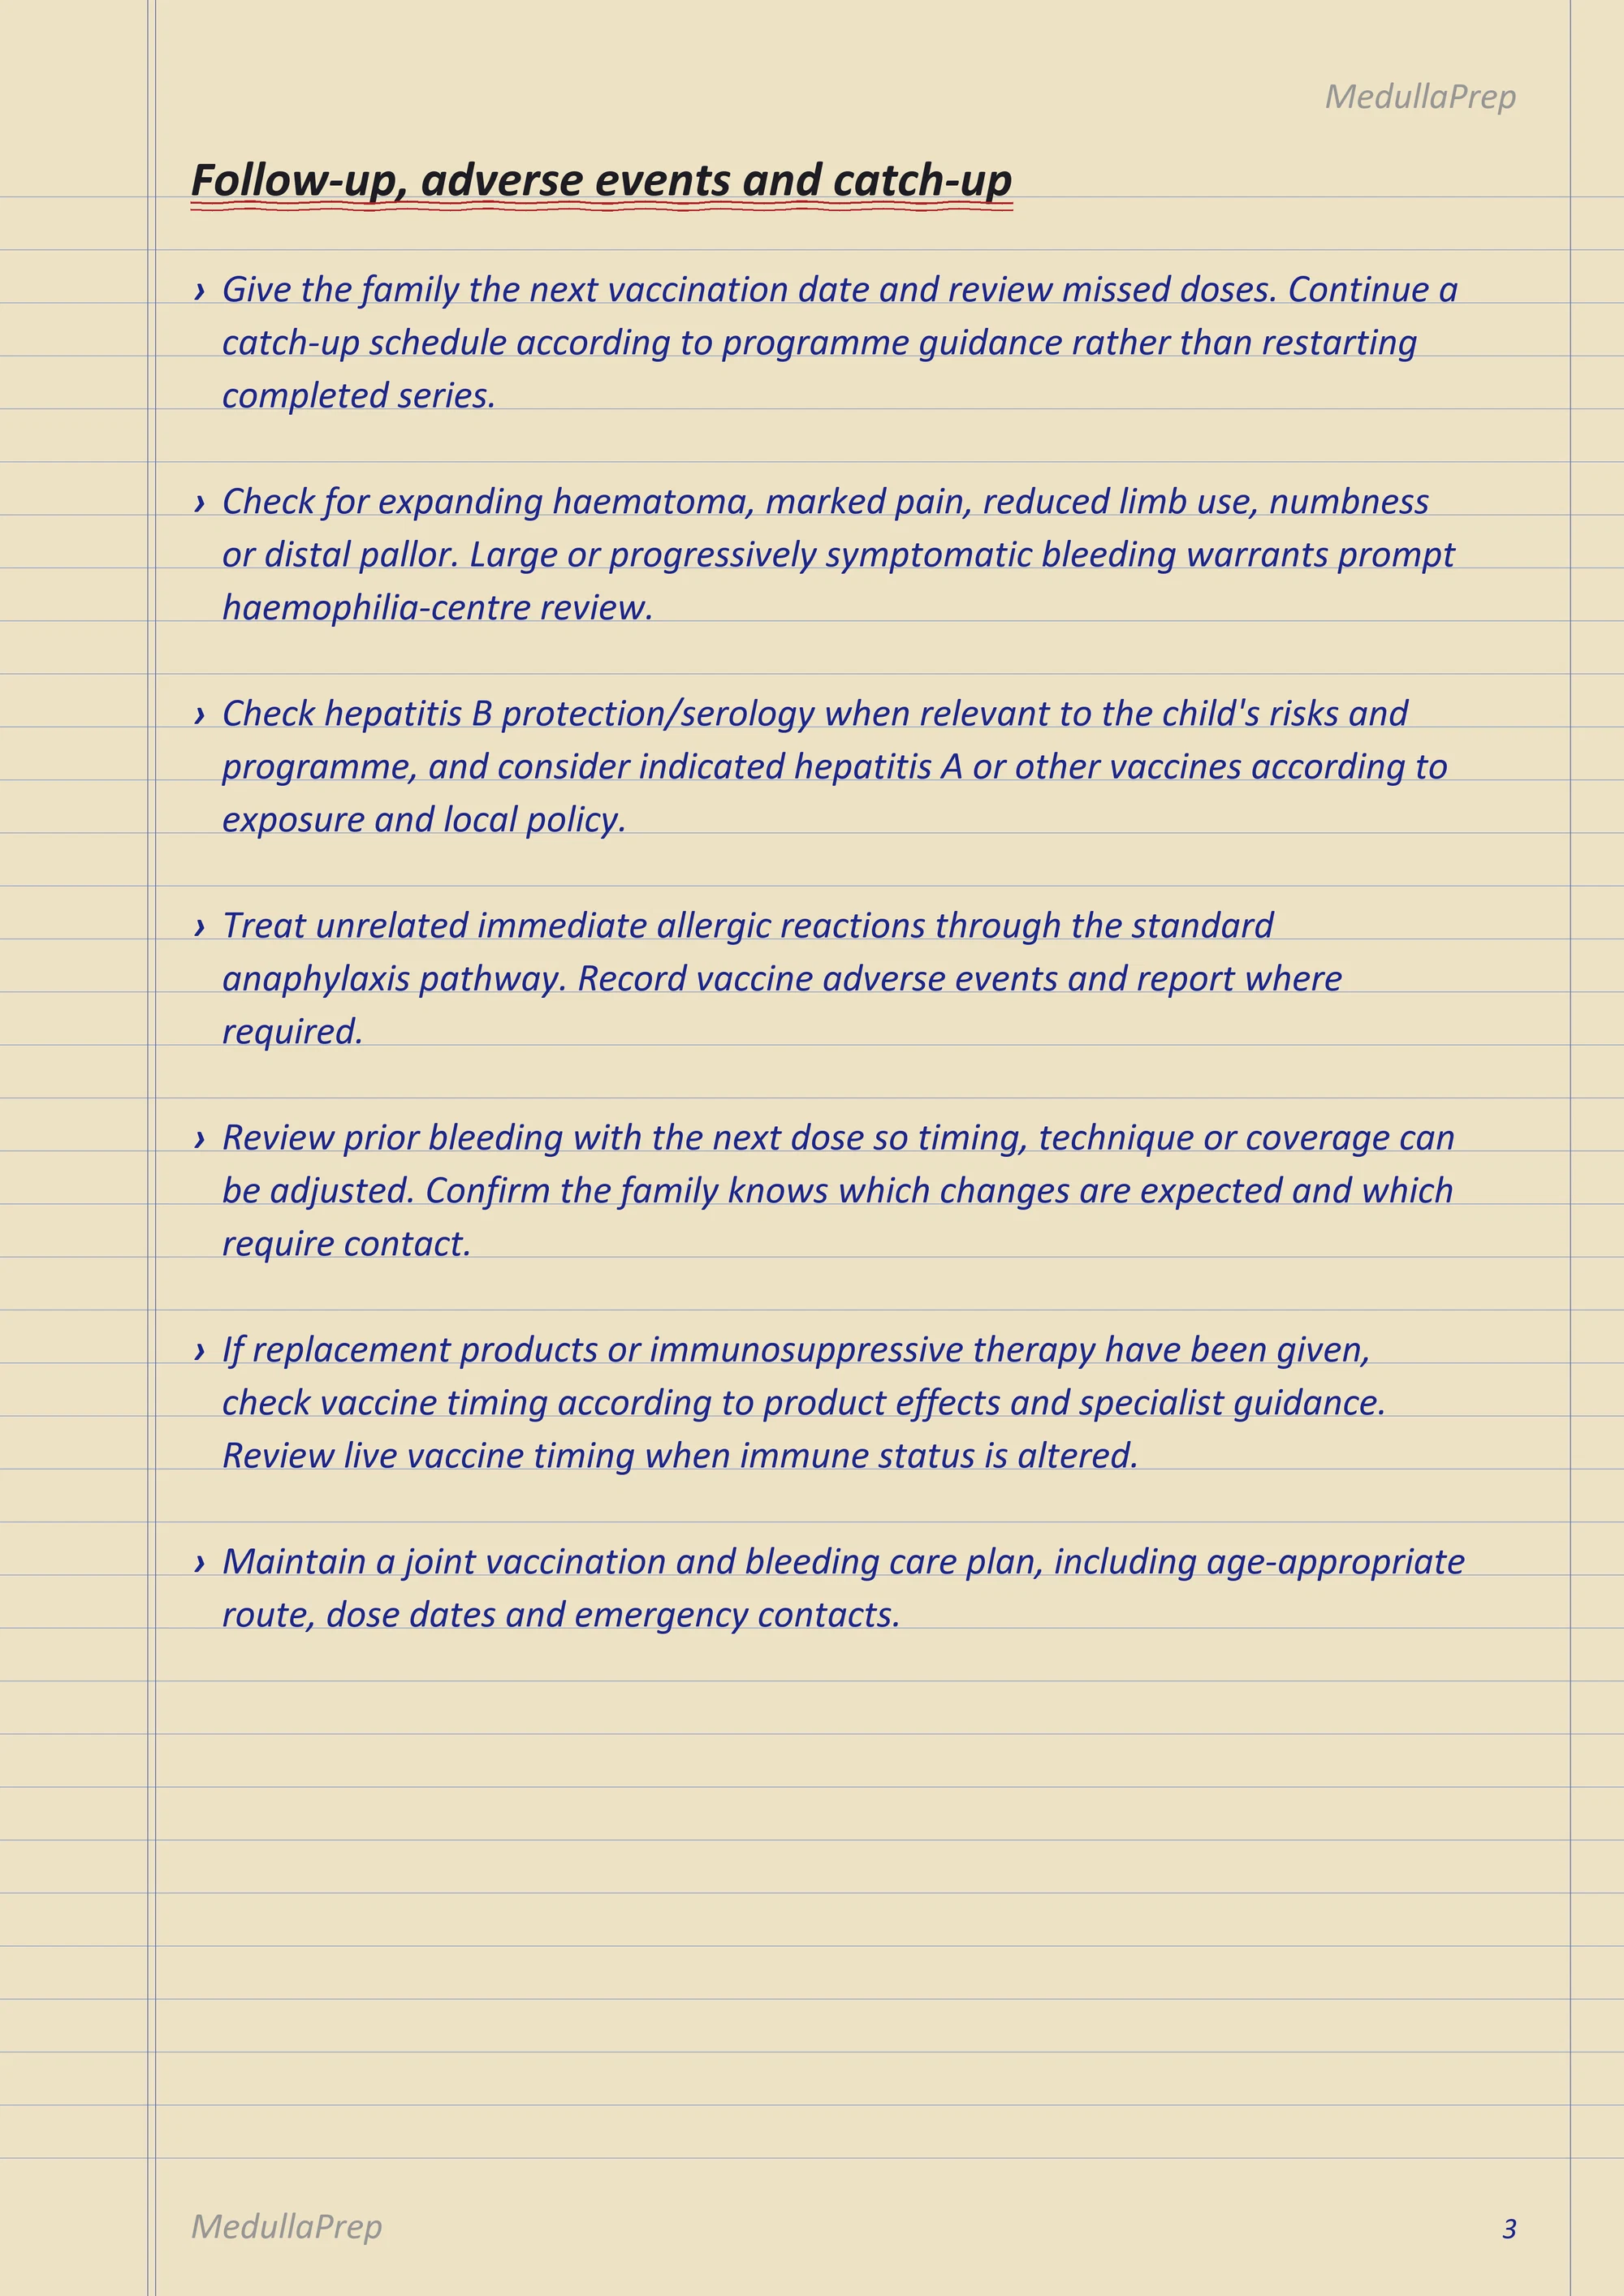 MedullaPrep
Follow-up, adverse events and catch-up
› Give the family the next vaccination date and review missed doses. Continue a
catch-up schedule according to programme guidance rather than restarting
completed series.
› Check for expanding haematoma, marked pain, reduced limb use, numbness
or distal pallor. Large or progressively symptomatic bleeding warrants prompt
haemophilia-centre review.
› Check hepatitis B protection/serology when relevant to the child's risks and
programme, and consider indicated hepatitis A or other vaccines according to
exposure and local policy.
› Treat unrelated immediate allergic reactions through the standard
anaphylaxis pathway. Record vaccine adverse events and report where
required.
› Review prior bleeding with the next dose so timing, technique or coverage can
be adjusted. Confirm the family knows which changes are expected and which
require contact.
› If replacement products or immunosuppressive therapy have been given,
check vaccine timing according to product effects and specialist guidance.
Review live vaccine timing when immune status is altered.
› Maintain a joint vaccination and bleeding care plan, including age-appropriate
route, dose dates and emergency contacts.
MedullaPrep
3